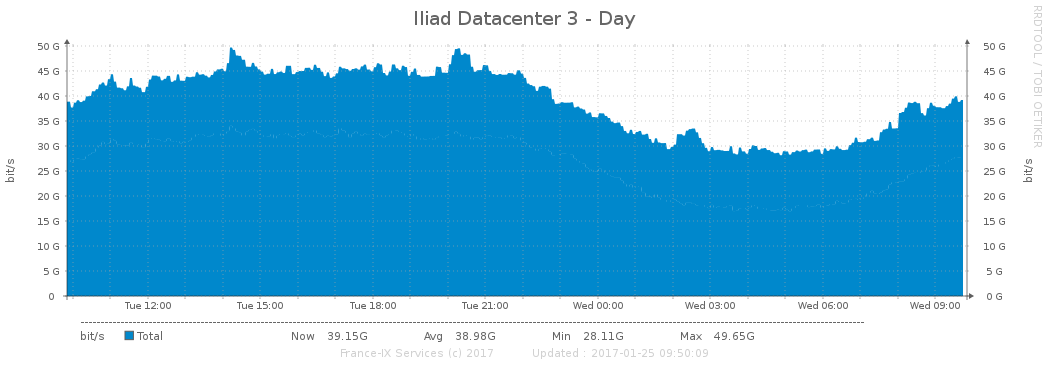 Iliad Datacenter 3 - Day
RRDTOOL / TOBI OETIKER
bit/s
bit/s
50 G 50 G
45 G 45 G
40 G 40 G
35 G 35 G
30 G 30 G
25 G 25 G
20 G 20 G
15 G 15 G
10 G 10 G
5 G 5 G
0 0 G
Tue 12:00 Tue 15:00 Tue 18:00 Tue 21:00 Wed 00:00 Wed 03:00 Wed 06:00 Wed 09:00
bit/s Total Now 39.15G Avg 38.98G Min 28.11G Max 49.65G
France-IX Services (c) 2017 Updated : 2017-01-25 09:50:09